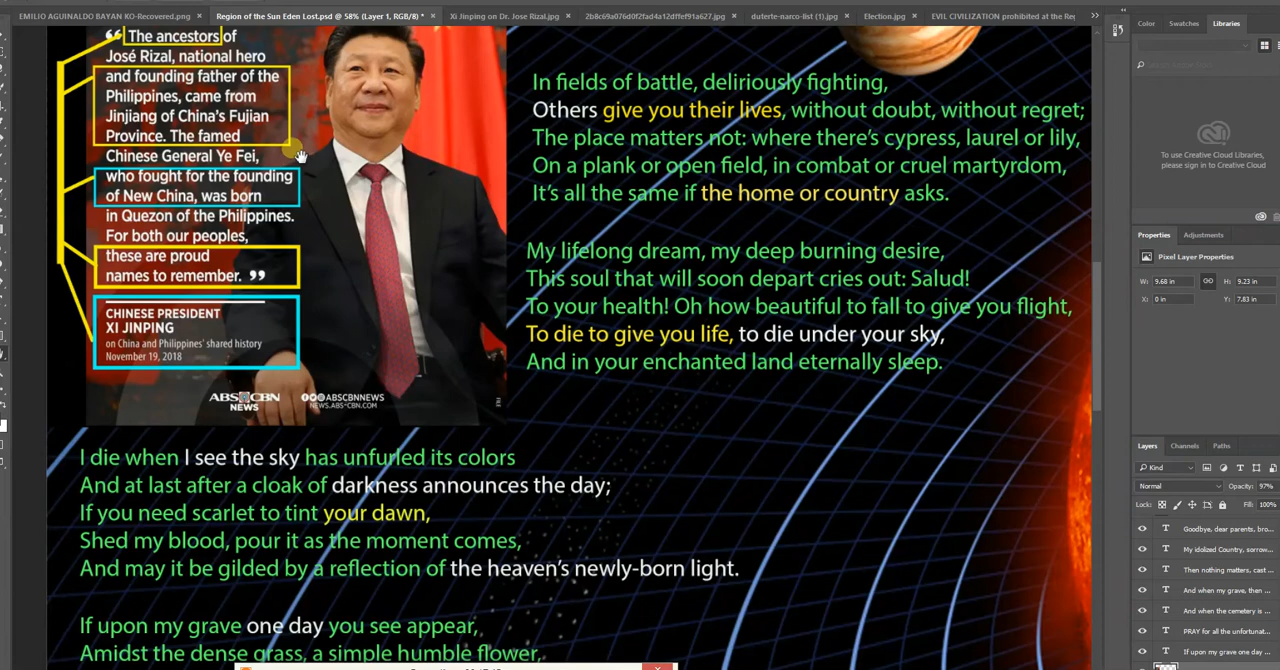 EMILIO AGUINALDO BAYAN KO-Recovered.png ×
Region of the Sun Eden Lost.psd @ 58% (Layer 1, RGB/8) * ×
Xi Jinping on Dr. Jose Rizal.jpg ×
2b8c69a076d0f2fad4a12dffef91a627.jpg ×
duterte-narco-list (1).jpg ×
Election.jpg ×
EVIL CIVILIZATION prohibited at the Reg
“ The ancestors of
José Rizal, national hero
and founding father of the
Philippines, came from
Jinjiang of China's Fujian
Province. The famed
Chinese General Ye Fei,
who fought for the founding
of New China, was born
in Quezon of the Philippines.
For both our peoples,
these are proud
names to remember. ”
CHINESE PRESIDENT
XI JINPING
on China and Philippines' shared history
November 19, 2018
ABS CBN
NEWS
@ABSCBNNEWS
NEWS.ABS-CBN.COM
FILE
In fields of battle, deliriously fighting,
Others give you their lives, without doubt, without regret;
The place matters not: where there's cypress, laurel or lily,
On a plank or open field, in combat or cruel martyrdom,
It's all the same if the home or country asks.
My lifelong dream, my deep burning desire,
This soul that will soon depart cries out: Salud!
To your health! Oh how beautiful to fall to give you flight,
To die to give you life, to die under your sky,
And in your enchanted land eternally sleep.
I die when I see the sky has unfurled its colors
And at last after a cloak of darkness announces the day;
If you need scarlet to tint your dawn,
Shed my blood, pour it as the moment comes,
And may it be gilded by a reflection of the heaven's newly-born light.
If upon my grave one day you see appear,
Amidst the dense grass, a simple humble flower,
Color
Swatches
Libraries
To use Creative Cloud Libraries,
please sign in to Creative Cloud
Properties
Adjustments
Pixel Layer Properties
W: 9.68 in
H: 9.23 in
X: 0 in
Y: 7.83 in
Layers
Channels
Paths
Kind
Normal
Opacity: 97%
Lock:
Fill: 100%
T Goodbye, dear parents, bro...
T My idolized Country, sorrow...
T Then nothing matters, cast ...
T And when my grave, then ...
T And when the cemetery is ...
T PRAY for all the unfortunat...
T If upon my grave one day ...